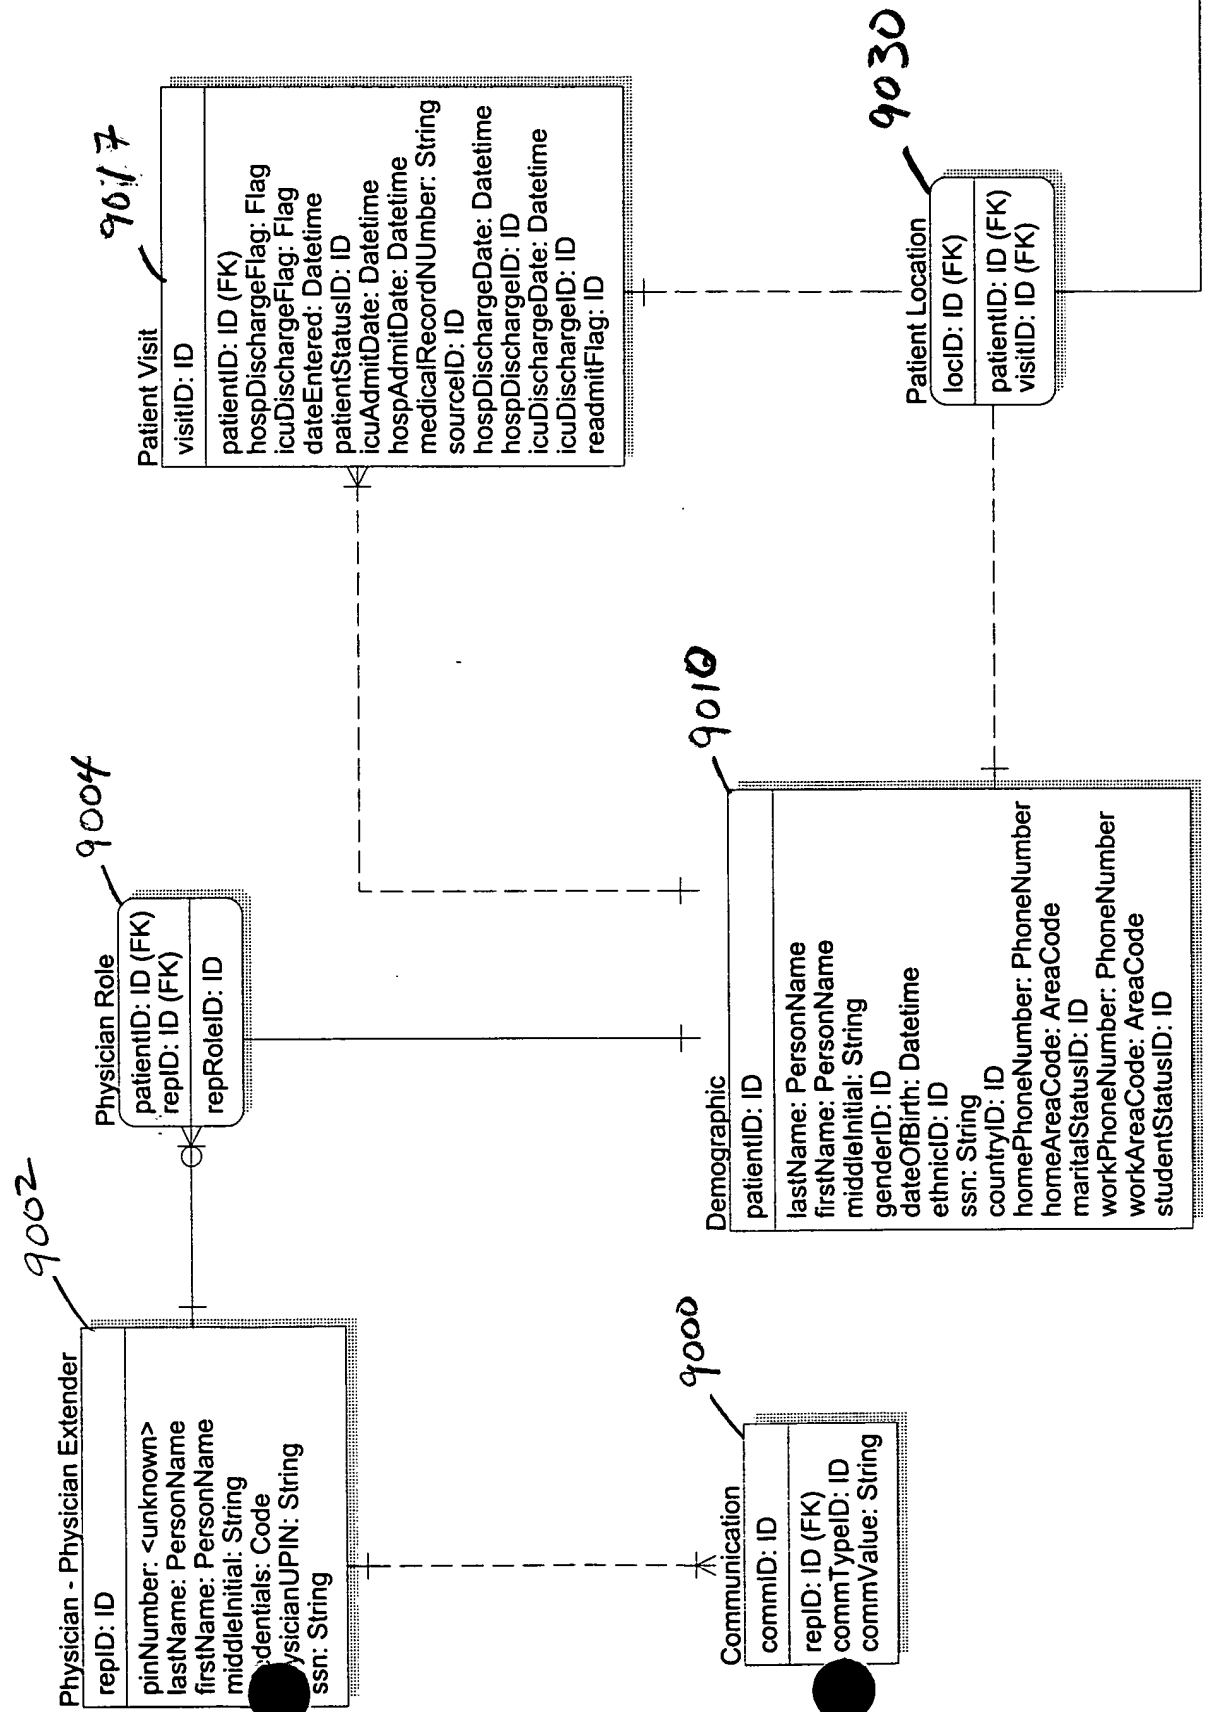 Physician - Physician Extender
9002
repID: ID
pinNumber: <unknown>
lastName: PersonName
firstName: PersonName
middleInitial: String
edentials: Code
ysicianUPIN: String
ssn: String
Physician Role
9004
patientID: ID (FK)
repID: ID (FK)
repRoleID: ID
Patient Visit
9017
visitID: ID
patientID: ID (FK)
hospDischargeFlag: Flag
icuDischargeFlag: Flag
dateEntered: Datetime
patientStatusID: ID
icuAdmitDate: Datetime
hospAdmitDate: Datetime
medicalRecordNUmber: String
sourceID: ID
hospDischargeDate: Datetime
hospDischargeID: ID
icuDischargeDate: Datetime
icuDischargeID: ID
readmitFlag: ID
Communication
9000
commID: ID
repID: ID (FK)
commTypeID: ID
commValue: String
Demographic
9010
patientID: ID
lastName: PersonName
firstName: PersonName
middleInitial: String
genderID: ID
dateOfBirth: Datetime
ethnicID: ID
ssn: String
countryID: ID
homePhoneNumber: PhoneNumber
homeAreaCode: AreaCode
maritalStatusID: ID
workPhoneNumber: PhoneNumber
workAreaCode: AreaCode
studentStatusID: ID
Patient Location
9030
locID: ID (FK)
patientID: ID (FK)
visitID: ID (FK)